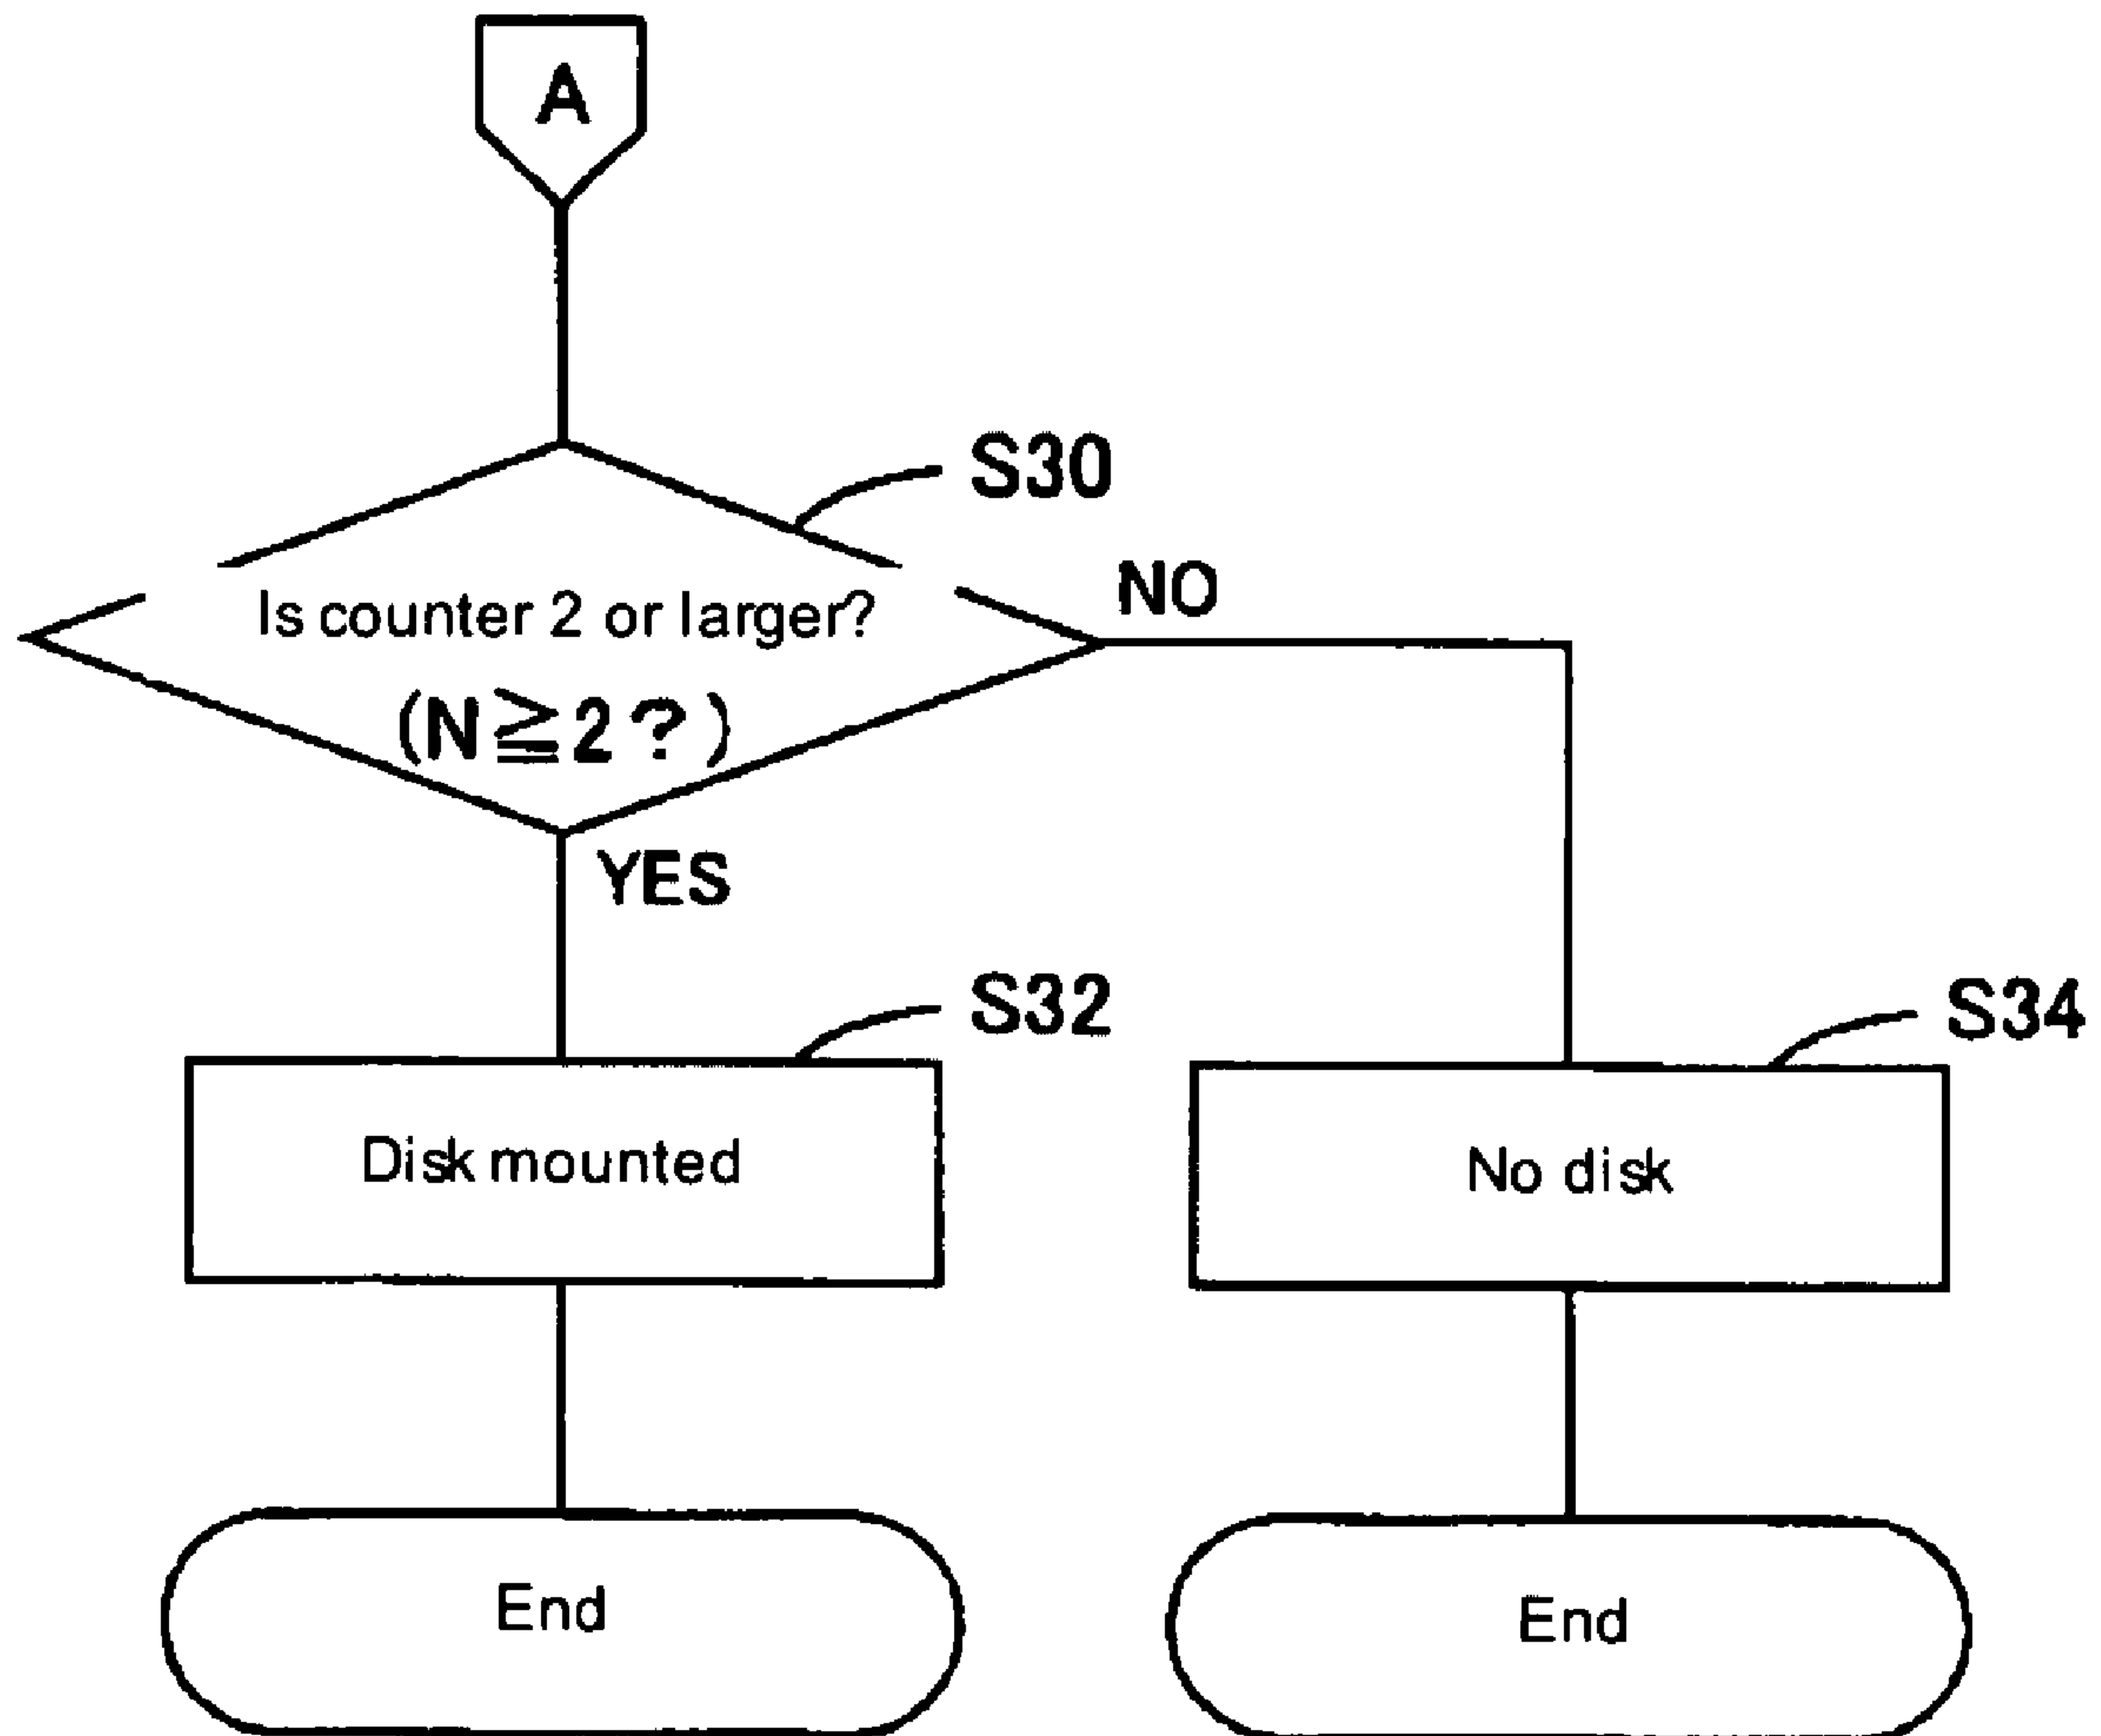 A
S30
Is counter 2 or larger?
NO
(N≧2?)
YES
S32
S34
Disk mounted
No disk
End
End